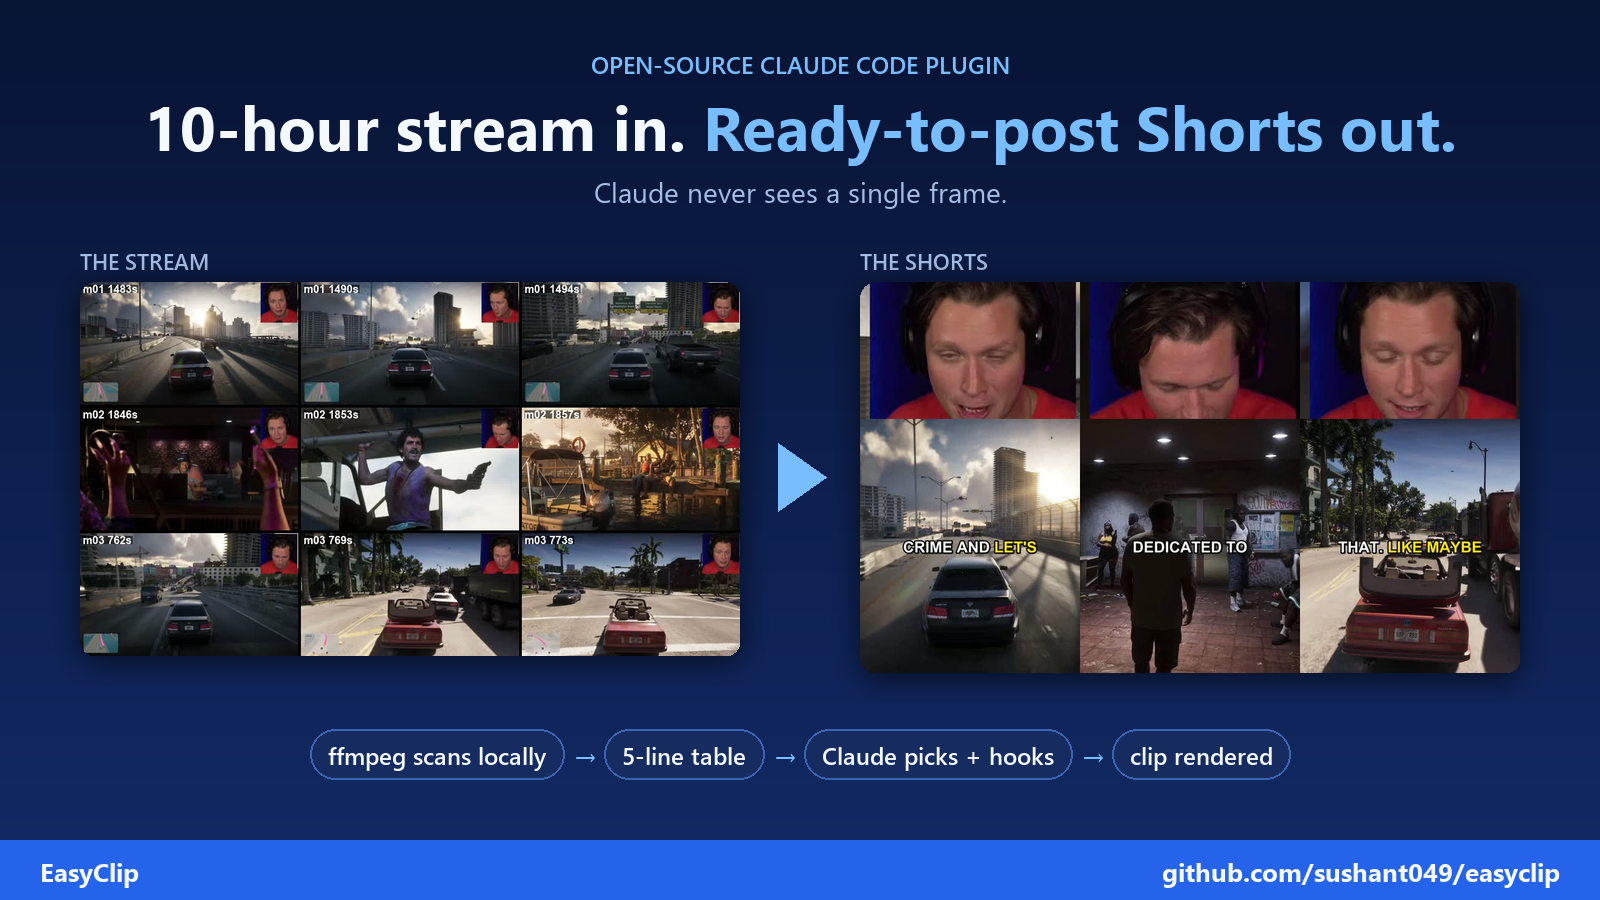 OPEN-SOURCE CLAUDE CODE PLUGIN
10-hour stream in. Ready-to-post Shorts out.
Claude never sees a single frame.
THE STREAM
m01 1483s
m01 1490s
m01 1494s
m02 1846s
m02 1853s
m02 1857s
m03 762s
m03 769s
m03 773s
THE SHORTS
CRIME AND LET'S
DEDICATED TO
THAT. LIKE MAYBE
ffmpeg scans locally → 5-line table → Claude picks + hooks → clip rendered
EasyClip
github.com/sushant049/easyclip